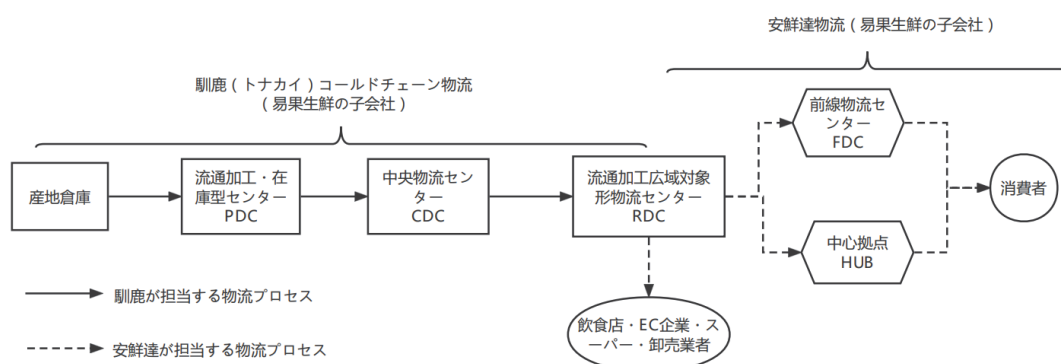 安鮮達物流(易果生鮮の子会社)
馴鹿(トナカイ)コールドチェーン物流
(易果生鮮の子会社)
産地倉庫
流通加工・在
庫型センター
PDC
中央物流セン
ター
CDC
流通加工広域対象
形物流センター
RDC
前線物流セ
ンター
FDC
中心拠点
HUB
消費者
飲食店・EC企業・ス
ーパー・卸売業者
馴鹿が担当する物流プロセス
安鮮達が担当する物流プロセス